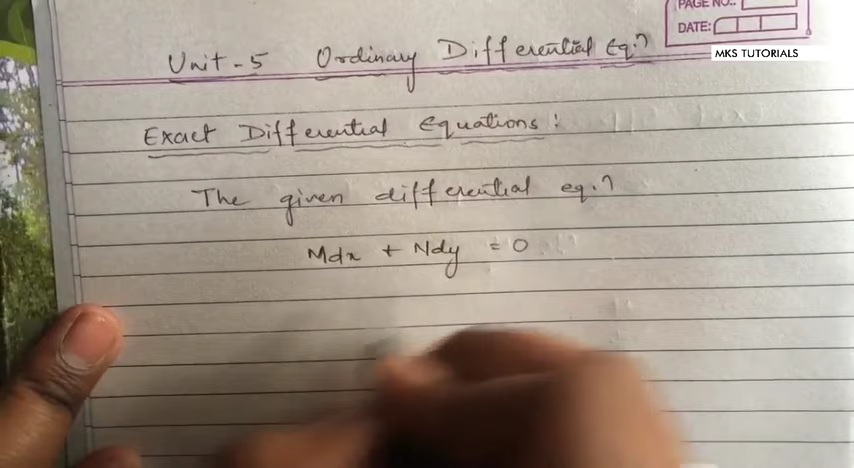 PAGE NO.:
DATE:
MKS TUTORIALS
Unit - 5 Ordinary Differential Eq.?
Exact Differential Equations :
The given differential eq.?
Mdx + Ndy = 0